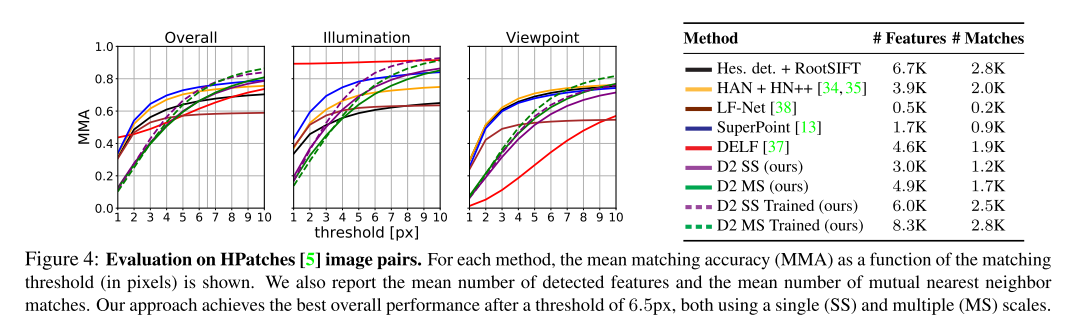 Overall Illumination Viewpoint
1.0
0.8
0.6
0.4
0.2
0.0
MMA
1 2 3 4 5 6 7 8 9 10 1 2 3 4 5 6 7 8 9 10 1 2 3 4 5 6 7 8 9 10
threshold [px]
Method # Features # Matches
Hes. det. + RootSIFT 6.7K 2.8K
HAN + HN++ [34, 35] 3.9K 2.0K
LF-Net [38] 0.5K 0.2K
SuperPoint [13] 1.7K 0.9K
DELF [37] 4.6K 1.9K
D2 SS (ours) 3.0K 1.2K
D2 MS (ours) 4.9K 1.7K
D2 SS Trained (ours) 6.0K 2.5K
D2 MS Trained (ours) 8.3K 2.8K
Figure 4: Evaluation on HPatches [5] image pairs. For each method, the mean matching accuracy (MMA) as a function of the matching
threshold (in pixels) is shown. We also report the mean number of detected features and the mean number of mutual nearest neighbor
matches. Our approach achieves the best overall performance after a threshold of 6.5px, both using a single (SS) and multiple (MS) scales.